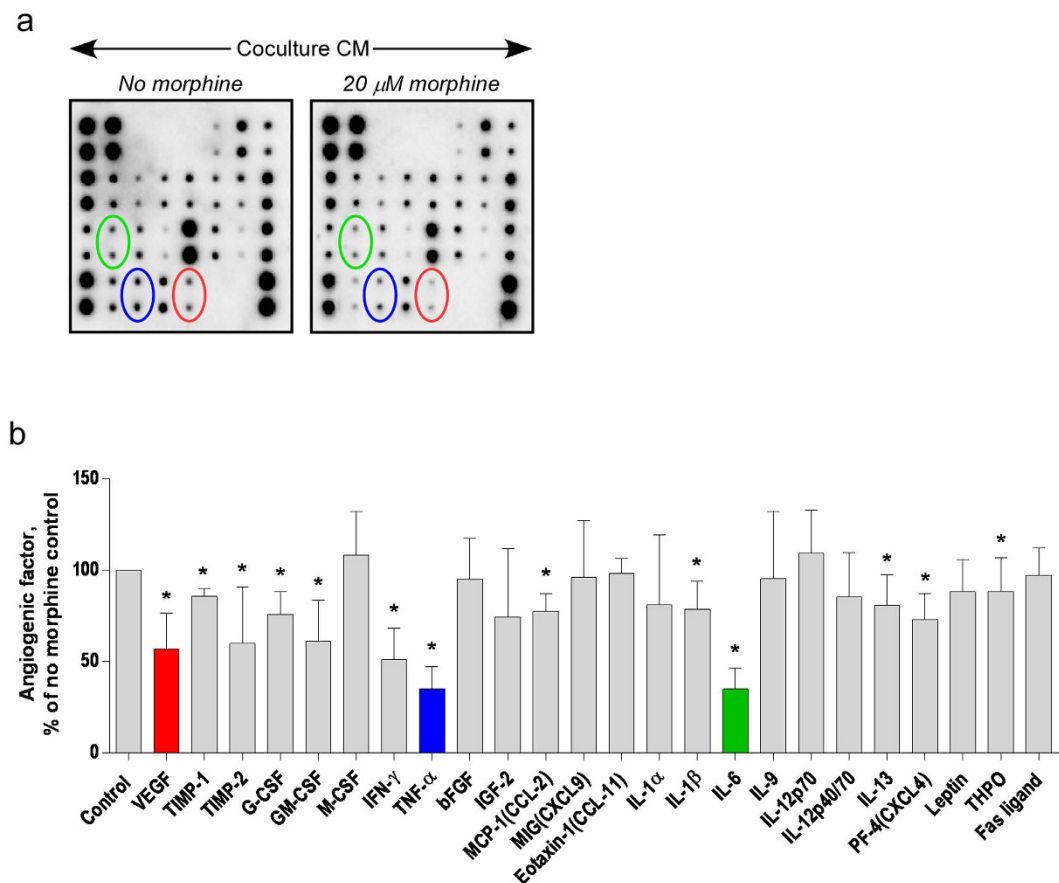 a
Coculture CM
No morphine
20 μM morphine
b
Angiogenic factor,
% of no morphine control
150
100
50
0
* * * * * * * * * * * * *
Control
VEGF
TIMP-1
TIMP-2
G-CSF
GM-CSF
M-CSF
IFN-γ
TNF-α
bFGF
IGF-2
MCP-1(CCL-2)
MIG(CXCL9)
Eotaxin-1(CCL-11)
IL-1α
IL-1β
IL-6
IL-9
IL-12p70
IL-12p40/70
IL-13
PF-4(CXCL4)
Leptin
THPO
Fas ligand